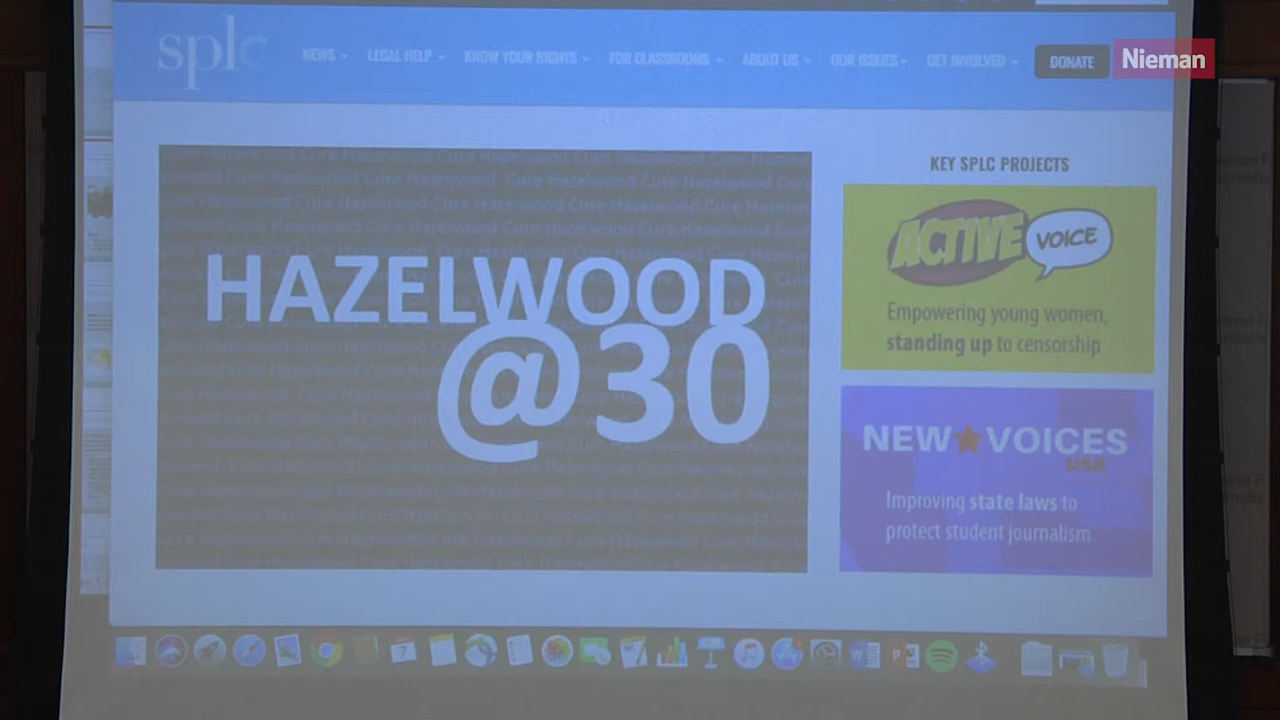 splc
NEWS
LEGAL HELP
KNOW YOUR RIGHTS
FOR CLASSROOMS
ABOUT US
OUR ISSUES
GET INVOLVED
DONATE
Nieman
HAZELWOOD
@30
KEY SPLC PROJECTS
ACTIVE
VOICE
Empowering young women,
standing up to censorship
NEW VOICES
USA
Improving state laws to
protect student journalism
7
W
P